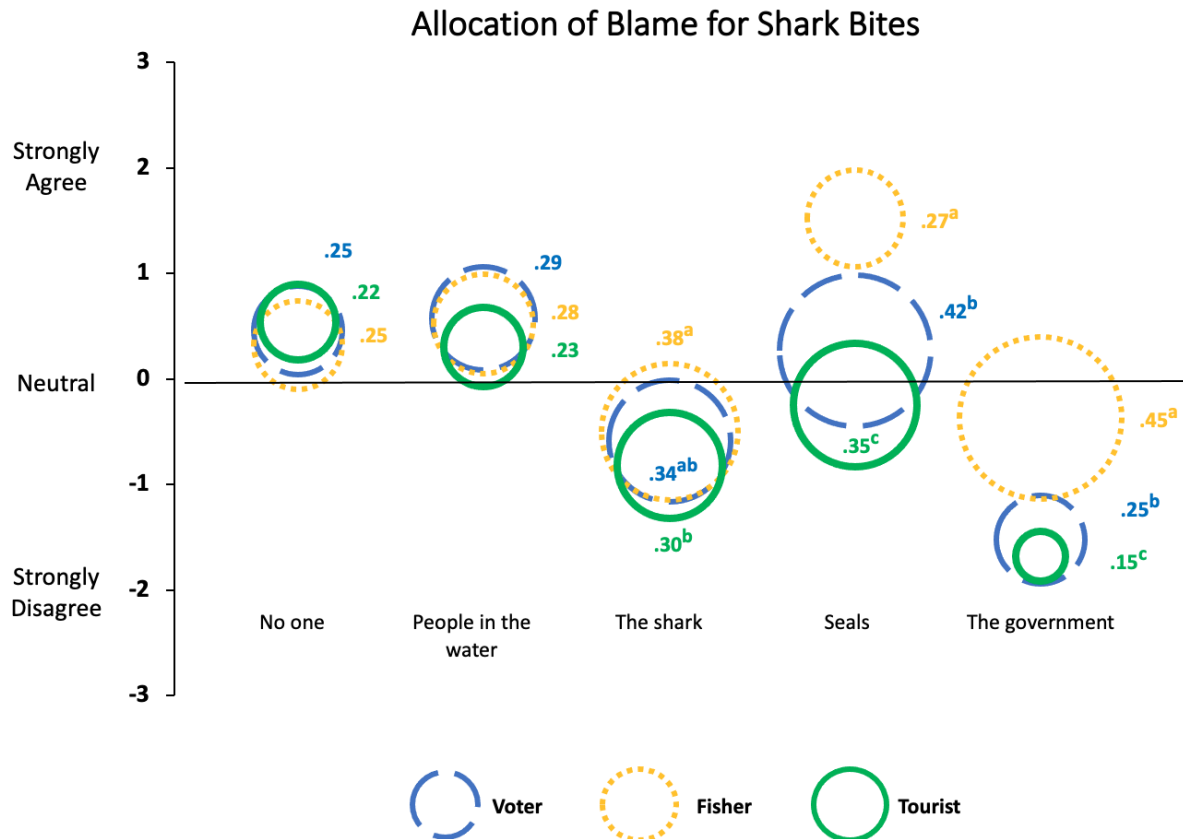 Allocation of Blame for Shark Bites
3
Strongly
Agree
2
1
Neutral
0
-1
Strongly
Disagree
-2
-3
.25
.22
.25
.29
.28
.23
.38a
.34ab
.30b
.27a
.42b
.35c
.45a
.25b
.15c
No one
People in the
water
The shark
Seals
The government
Voter
Fisher
Tourist